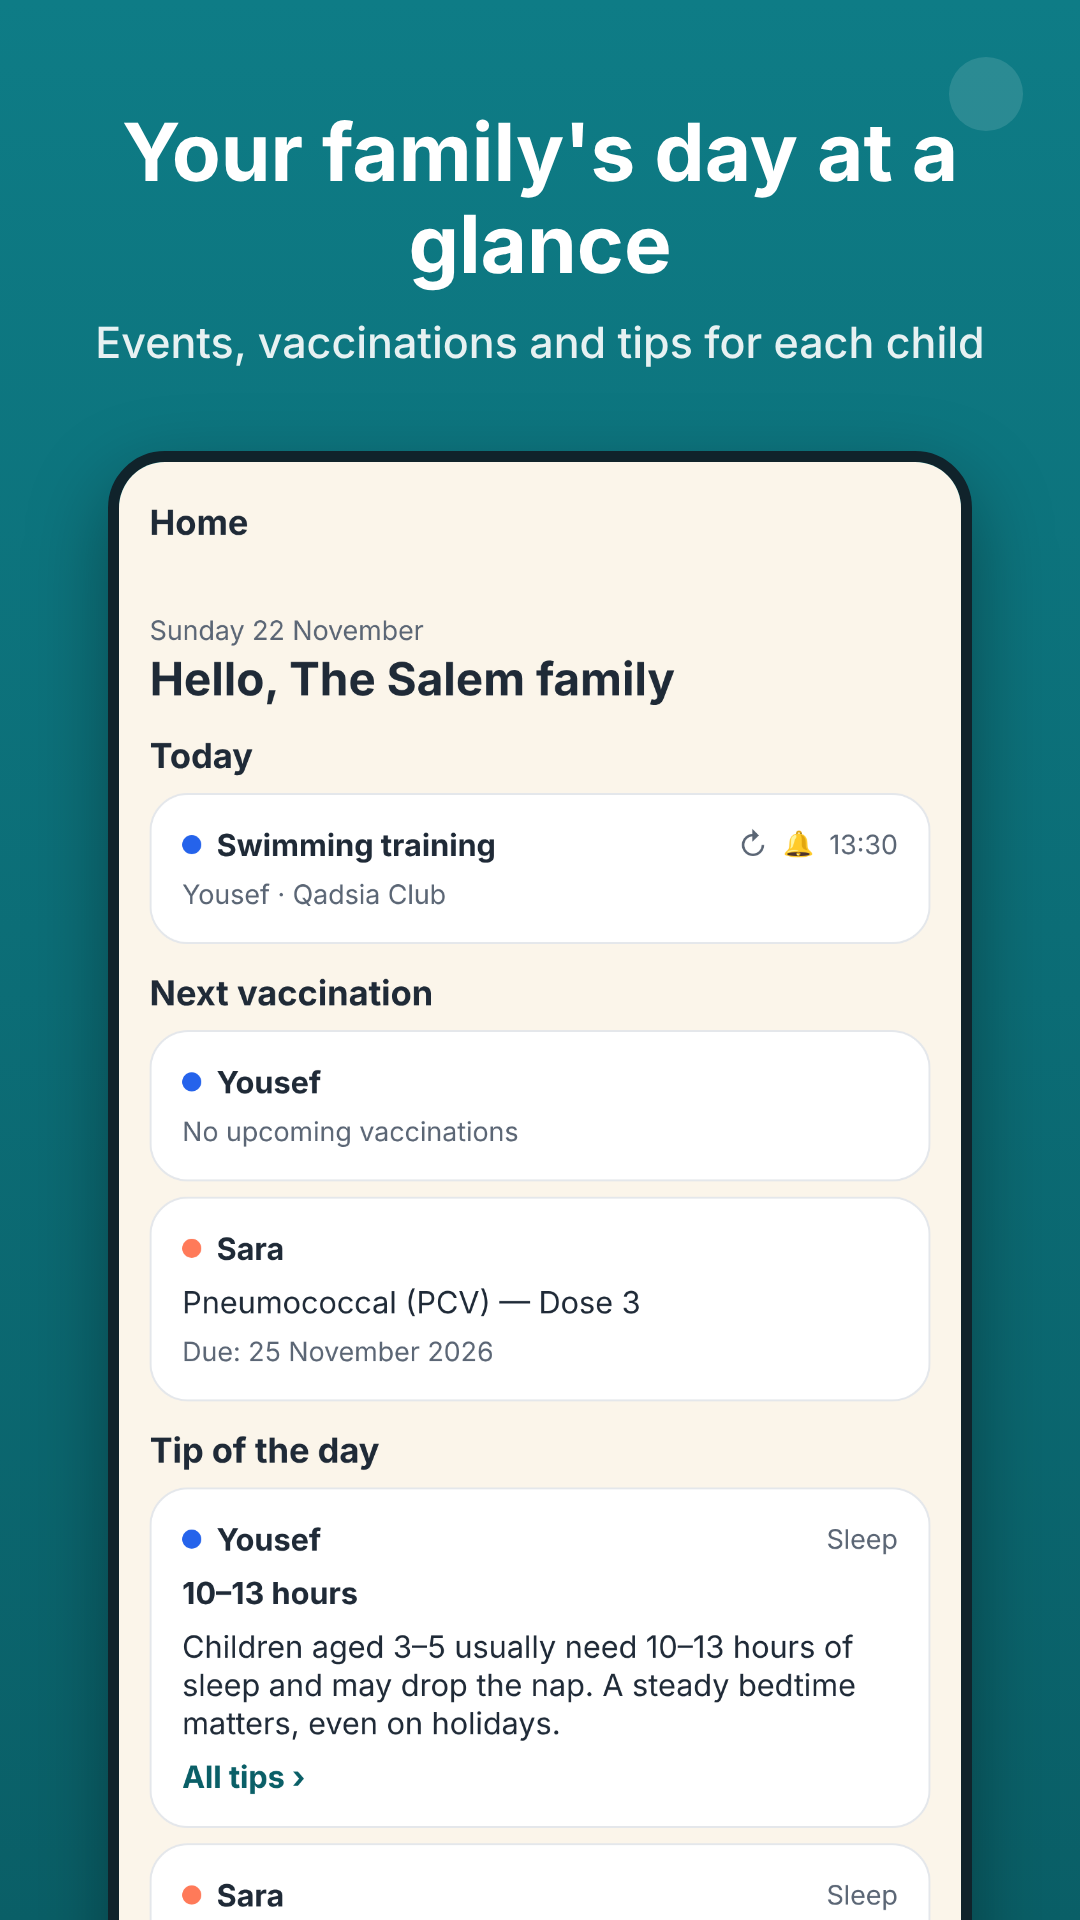 Your family's day at a
glance
Events, vaccinations and tips for each child
Home
Sunday 22 November
Hello, The Salem family
Today
Swimming training 13:30
Yousef · Qadsia Club
Next vaccination
Yousef
No upcoming vaccinations
Sara
Pneumococcal (PCV) — Dose 3
Due: 25 November 2026
Tip of the day
Yousef Sleep
10–13 hours
Children aged 3–5 usually need 10–13 hours of
sleep and may drop the nap. A steady bedtime
matters, even on holidays.
All tips ›
Sara Sleep